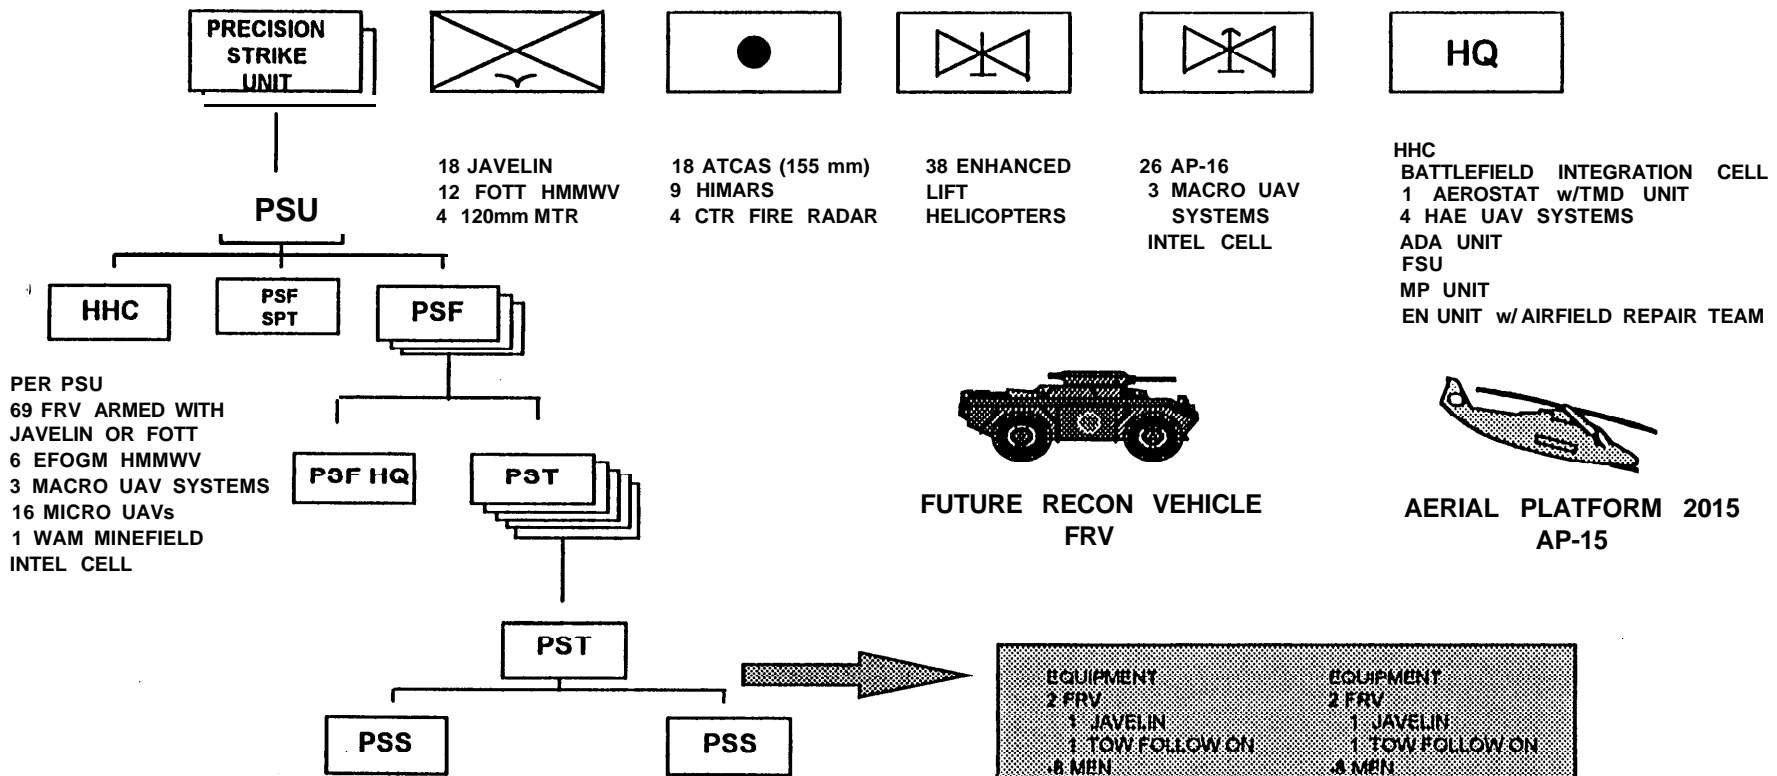 PRECISION
STRIKE
UNIT
HQ
18 JAVELIN
12 FOTT HMMWV
4 120mm MTR
18 ATCAS (155 mm)
9 HIMARS
4 CTR FIRE RADAR
38 ENHANCED
LIFT
HELICOPTERS
26 AP-16
3 MACRO UAV
SYSTEMS
INTEL CELL
HHC
BATTLEFIELD INTEGRATION CELL
1 AEROSTAT w/TMD UNIT
4 HAE UAV SYSTEMS
ADA UNIT
FSU
MP UNIT
EN UNIT w/ AIRFIELD REPAIR TEAM
PSU
HHC
PSF
SPT
PSF
PER PSU
69 FRV ARMED WITH
JAVELIN OR FOTT
6 EFOGM HMMWV
3 MACRO UAV SYSTEMS
16 MICRO UAVs
1 WAM MINEFIELD
INTEL CELL
PSF HQ
PST
FUTURE RECON VEHICLE
FRV
AERIAL PLATFORM 2015
AP-15
PST
PSS
PSS
EQUIPMENT
2 FRV
1 JAVELIN
1 TOW FOLLOW ON
8 MEN
EQUIPMENT
2 FRV
1 JAVELIN
1 TOW FOLLOW ON
8 MEN